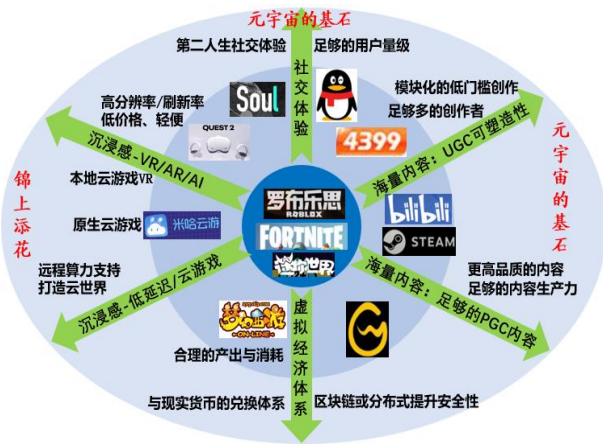 元宇宙的基石
第二人生社交体验
足够的用户量级
社交体验
高分辨率/刷新率
低价格、轻便
Soul
QUEST 2
模块化的低门槛创作
足够多的创作者
4399
沉浸感-VR/AR/AI
海量内容：UGC可塑性
元宇宙的基石
锦上添花
本地云游戏VR
原生云游戏
米哈云游
罗布乐思
ROBLOX
FORTNITE
迷你世界
bilibili
STEAM
远程算力支持
打造云世界
沉浸感-低延迟/云游戏
海量内容：足够的PGC内容
更高品质的内容
足够的内容生产力
梦幻西游
ON-LINE
合理的产出与消耗
虚拟经济体系
与现实货币的兑换体系
区块链或分布式提升安全性